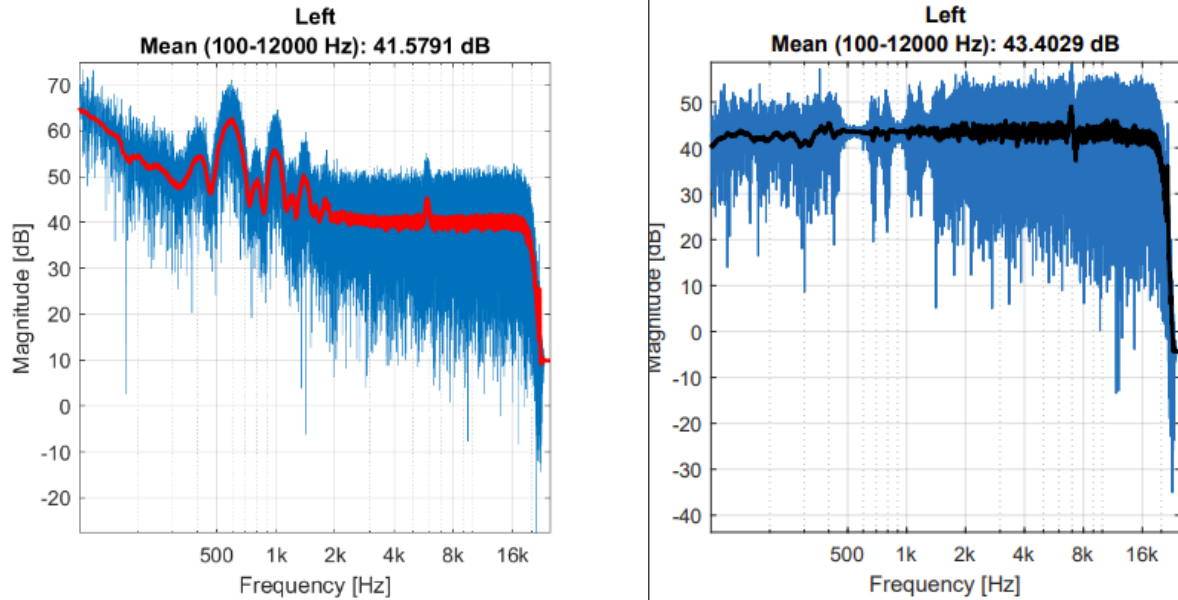 Left
Mean (100-12000 Hz): 41.5791 dB
70
60
50
40
30
20
10
0
-10
-20
Magnitude [dB]
500 1k 2k 4k 8k 16k
Frequency [Hz]
Left
Mean (100-12000 Hz): 43.4029 dB
50
40
30
20
10
0
-10
-20
-30
-40
Magnitude [dB]
500 1k 2k 4k 8k 16k
Frequency [Hz]